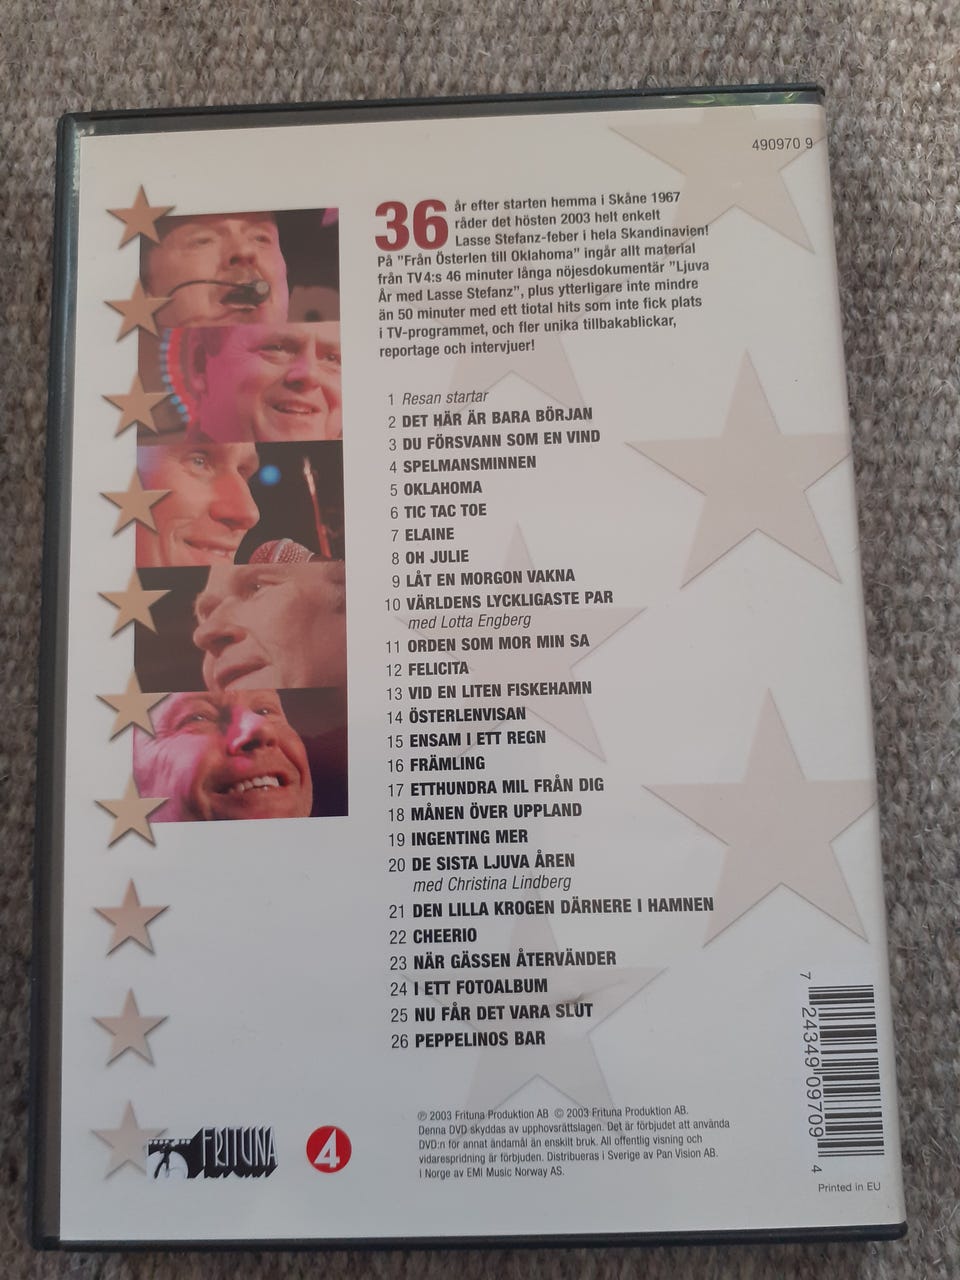 490970 9
36 år efter starten hemma i Skåne 1967
råder det hösten 2003 helt enkelt
Lasse Stefanz-feber i hela Skandinavien!
På "Från Österlen till Oklahoma" ingår allt material
från TV4:s 46 minuter långa nöjesdokumentär "Ljuva
År med Lasse Stefanz", plus ytterligare inte mindre
än 50 minuter med ett tiotal hits som inte fick plats
i TV-programmet, och fler unika tillbakablickar,
reportage och intervjuer!
1 Resan startar
2 DET HÄR ÄR BARA BÖRJAN
3 DU FÖRSVANN SOM EN VIND
4 SPELMANSMINNEN
5 OKLAHOMA
6 TIC TAC TOE
7 ELAINE
8 OH JULIE
9 LÅT EN MORGON VAKNA
10 VÄRLDENS LYCKLIGASTE PAR
med Lotta Engberg
11 ORDEN SOM MOR MIN SA
12 FELICITA
13 VID EN LITEN FISKEHAMN
14 ÖSTERLENVISAN
15 ENSAM I ETT REGN
16 FRÄMLING
17 ETTHUNDRA MIL FRÅN DIG
18 MÅNEN ÖVER UPPLAND
19 INGENTING MER
20 DE SISTA LJUVA ÅREN
med Christina Lindberg
21 DEN LILLA KROGEN DÄRNERE I HAMNEN
22 CHEERIO
23 NÄR GÄSSEN ÅTERVÄNDER
24 I ETT FOTOALBUM
25 NU FÅR DET VARA SLUT
26 PEPPELINOS BAR
℗ 2003 Frituna Produktion AB © 2003 Frituna Produktion AB.
Denna DVD skyddas av upphovsrättslagen. Det är förbjudet att använda
DVD:n för annat ändamål än enskilt bruk. All offentlig visning och
vidarespridning är förbjuden. Distribueras i Sverige av Pan Vision AB.
I Norge av EMI Music Norway AS.
FRITUNA
4
7 24349 09709 4
Printed in EU